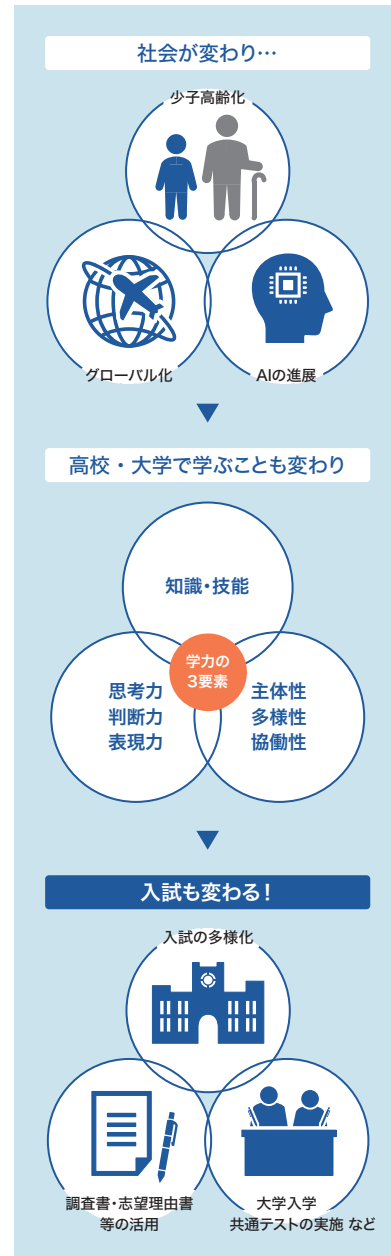 社会が変わり…
少子高齢化
グローバル化
AIの進展
高校・大学で学ぶことも変わり
知識・技能
学力の
3要素
思考力
判断力
表現力
主体性
多様性
協働性
入試も変わる!
入試の多様化
調査書・志望理由書
等の活用
大学入学
共通テストの実施 など